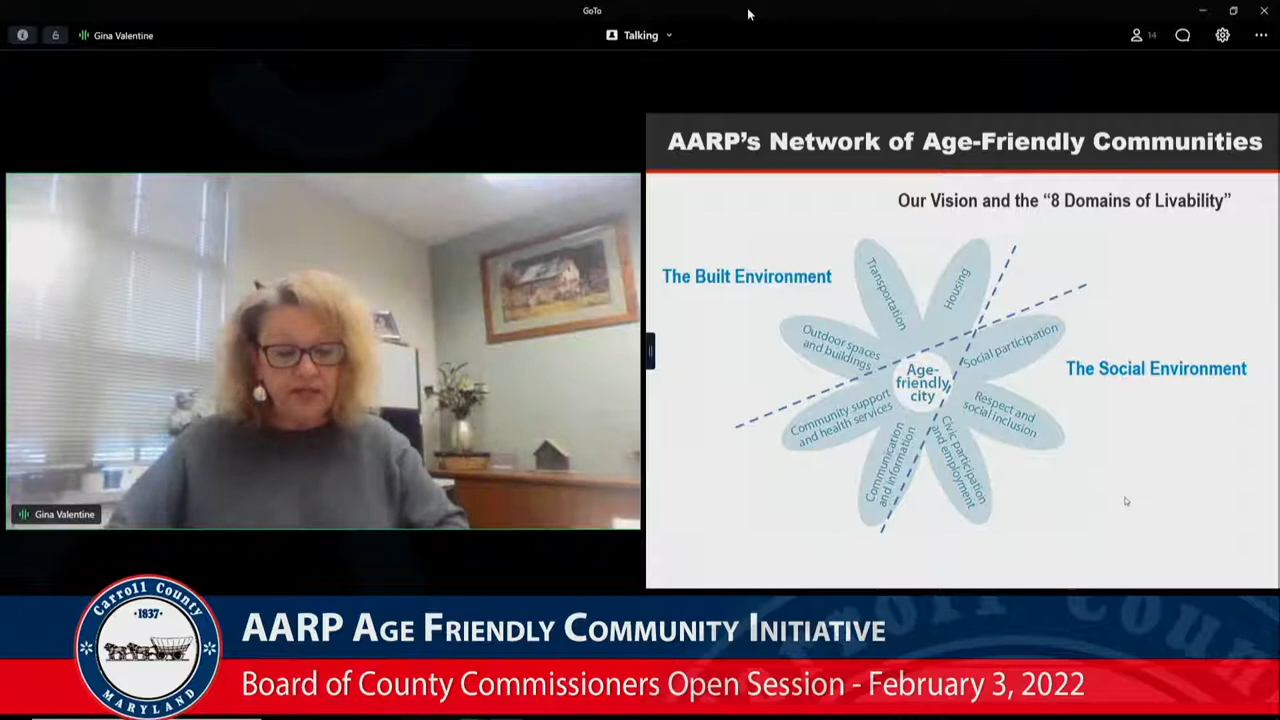 GoTo
Gina Valentine
Talking
14
AARP's Network of Age-Friendly Communities
Our Vision and the “8 Domains of Livability”
The Built Environment
Transportation
Housing
Outdoor spaces
and buildings
Social participation
The Social Environment
Age-
friendly
city
Community support
and health services
Respect and
social inclusion
Communication
and information
Civic participation
and employment
Gina Valentine
Carroll County
·1837·
MARYLAND
AARP AGE FRIENDLY COMMUNITY INITIATIVE
Board of County Commissioners Open Session - February 3, 2022